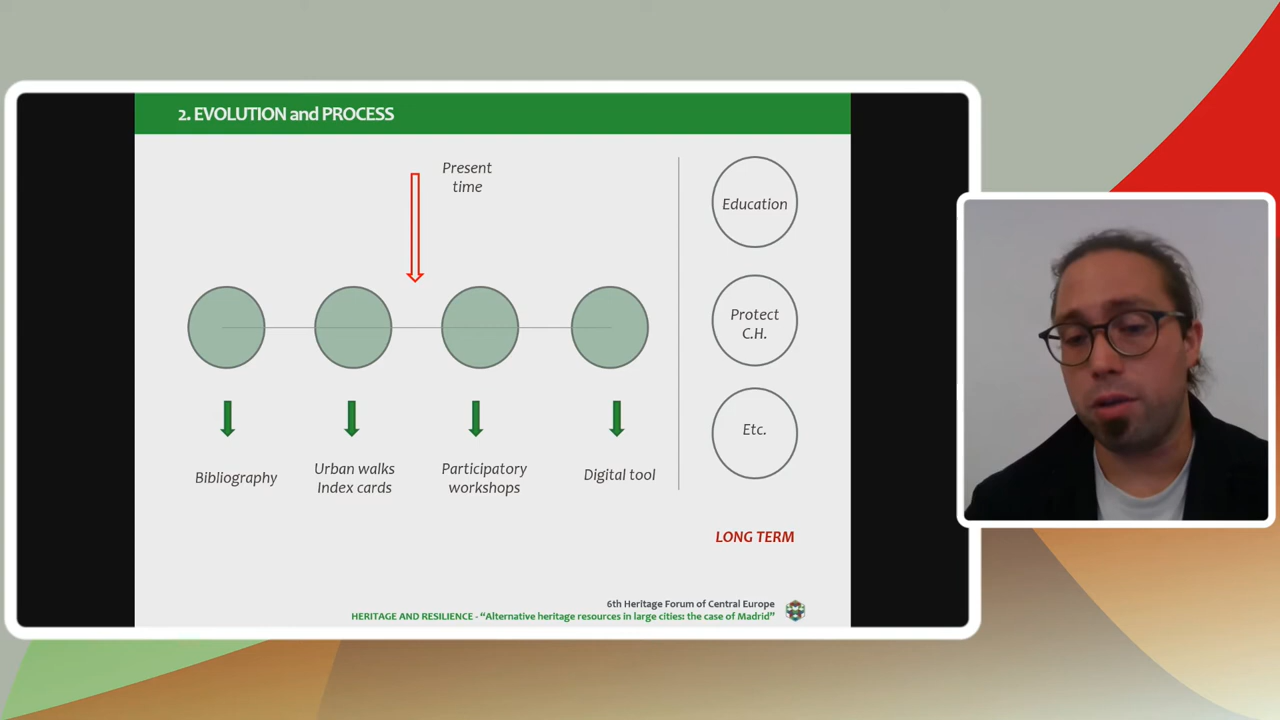 2. EVOLUTION and PROCESS
Present
time
Bibliography
Urban walks
Index cards
Participatory
workshops
Digital tool
Education
Protect
C.H.
Etc.
LONG TERM
6th Heritage Forum of Central Europe
HERITAGE AND RESILIENCE - “Alternative heritage resources in large cities: the case of Madrid”